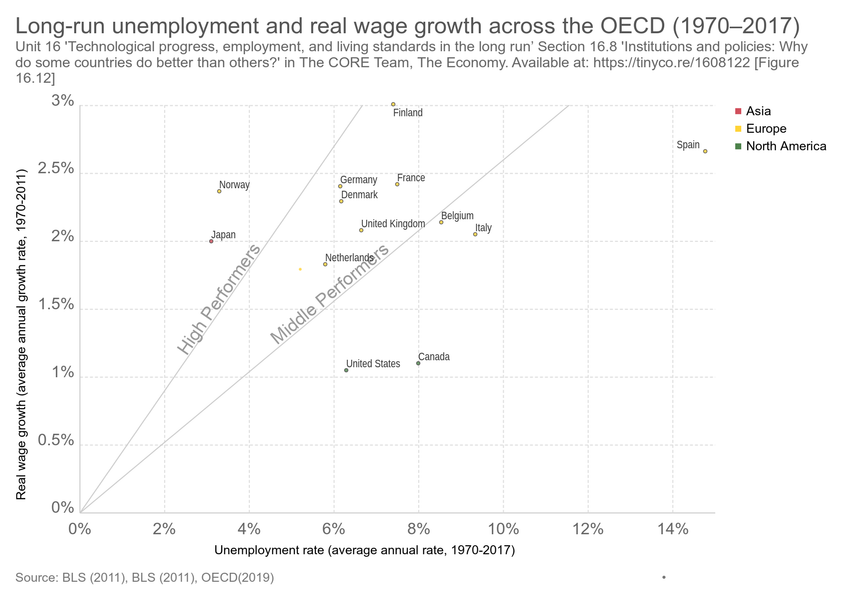 Long-run unemployment and real wage growth across the OECD (1970–2017)
Unit 16 'Technological progress, employment, and living standards in the long run' Section 16.8 'Institutions and policies: Why
do some countries do better than others?' in The CORE Team, The Economy. Available at: https://tinyco.re/1608122 [Figure
16.12]
3%
2.5%
2%
1.5%
1%
0.5%
0%
Real wage growth (average annual growth rate, 1970-2011)
Finland
Spain
Norway
Germany
France
Denmark
Belgium
United Kingdom
Italy
Japan
Netherlands
High Performers
Middle Performers
United States
Canada
Asia
Europe
North America
0%
2%
4%
6%
8%
10%
12%
14%
Unemployment rate (average annual rate, 1970-2017)
Source: BLS (2011), BLS (2011), OECD(2019)